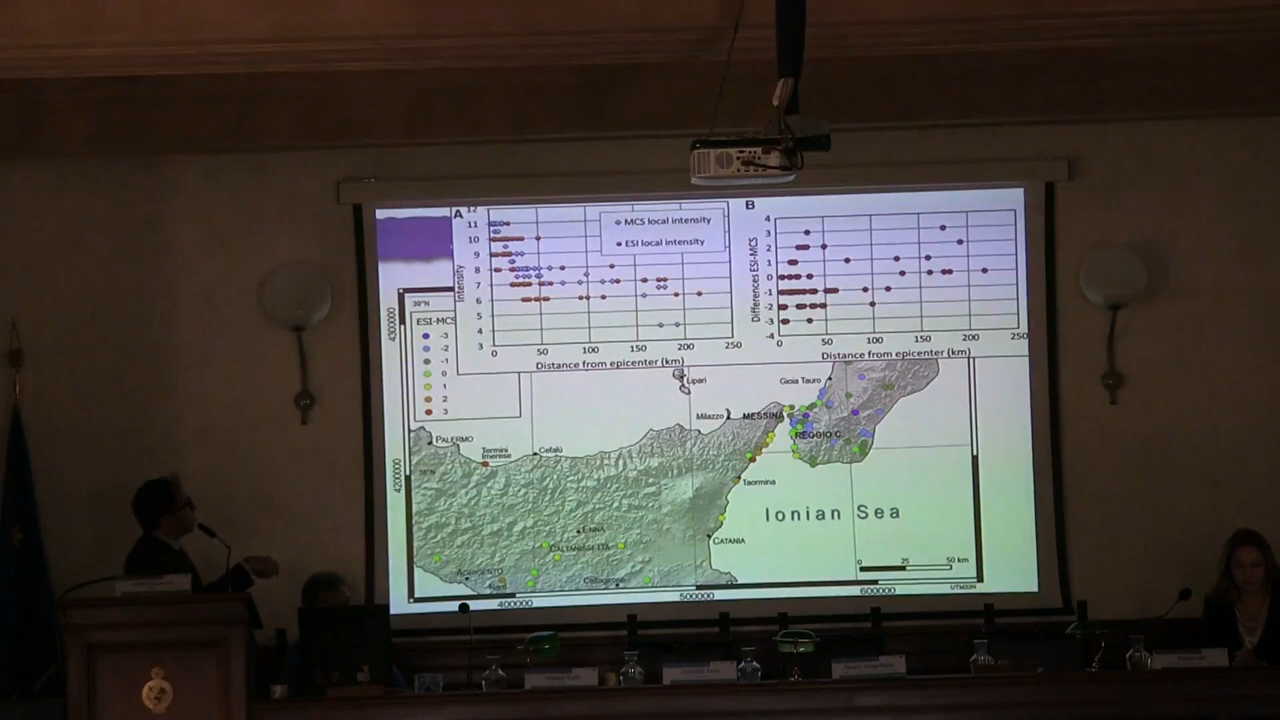 A
12
11
10
9
8
7
6
5
4
3
Intensity
MCS local intensity
ESI local intensity
0 50 100 150 200 250
Distance from epicenter (km)
B
4
3
2
1
0
-1
-2
-3
-4
Differences ESI-MCS
0 50 100 150 200 250
Distance from epicenter (km)
39°N
4300000
ESI-MCS
-3
-2
-1
0
1
2
3
Lipari
Gioia Tauro
Milazzo
MESSINA
REGGIO C.
PALERMO
Termini Imerese
Cefalù
38°N
4200000
Taormina
Ionian Sea
ENNA
CALTANISSETTA
CATANIA
AGRIGENTO
Caltagirone
0 25 50 km
400000 500000 600000
UTM33N